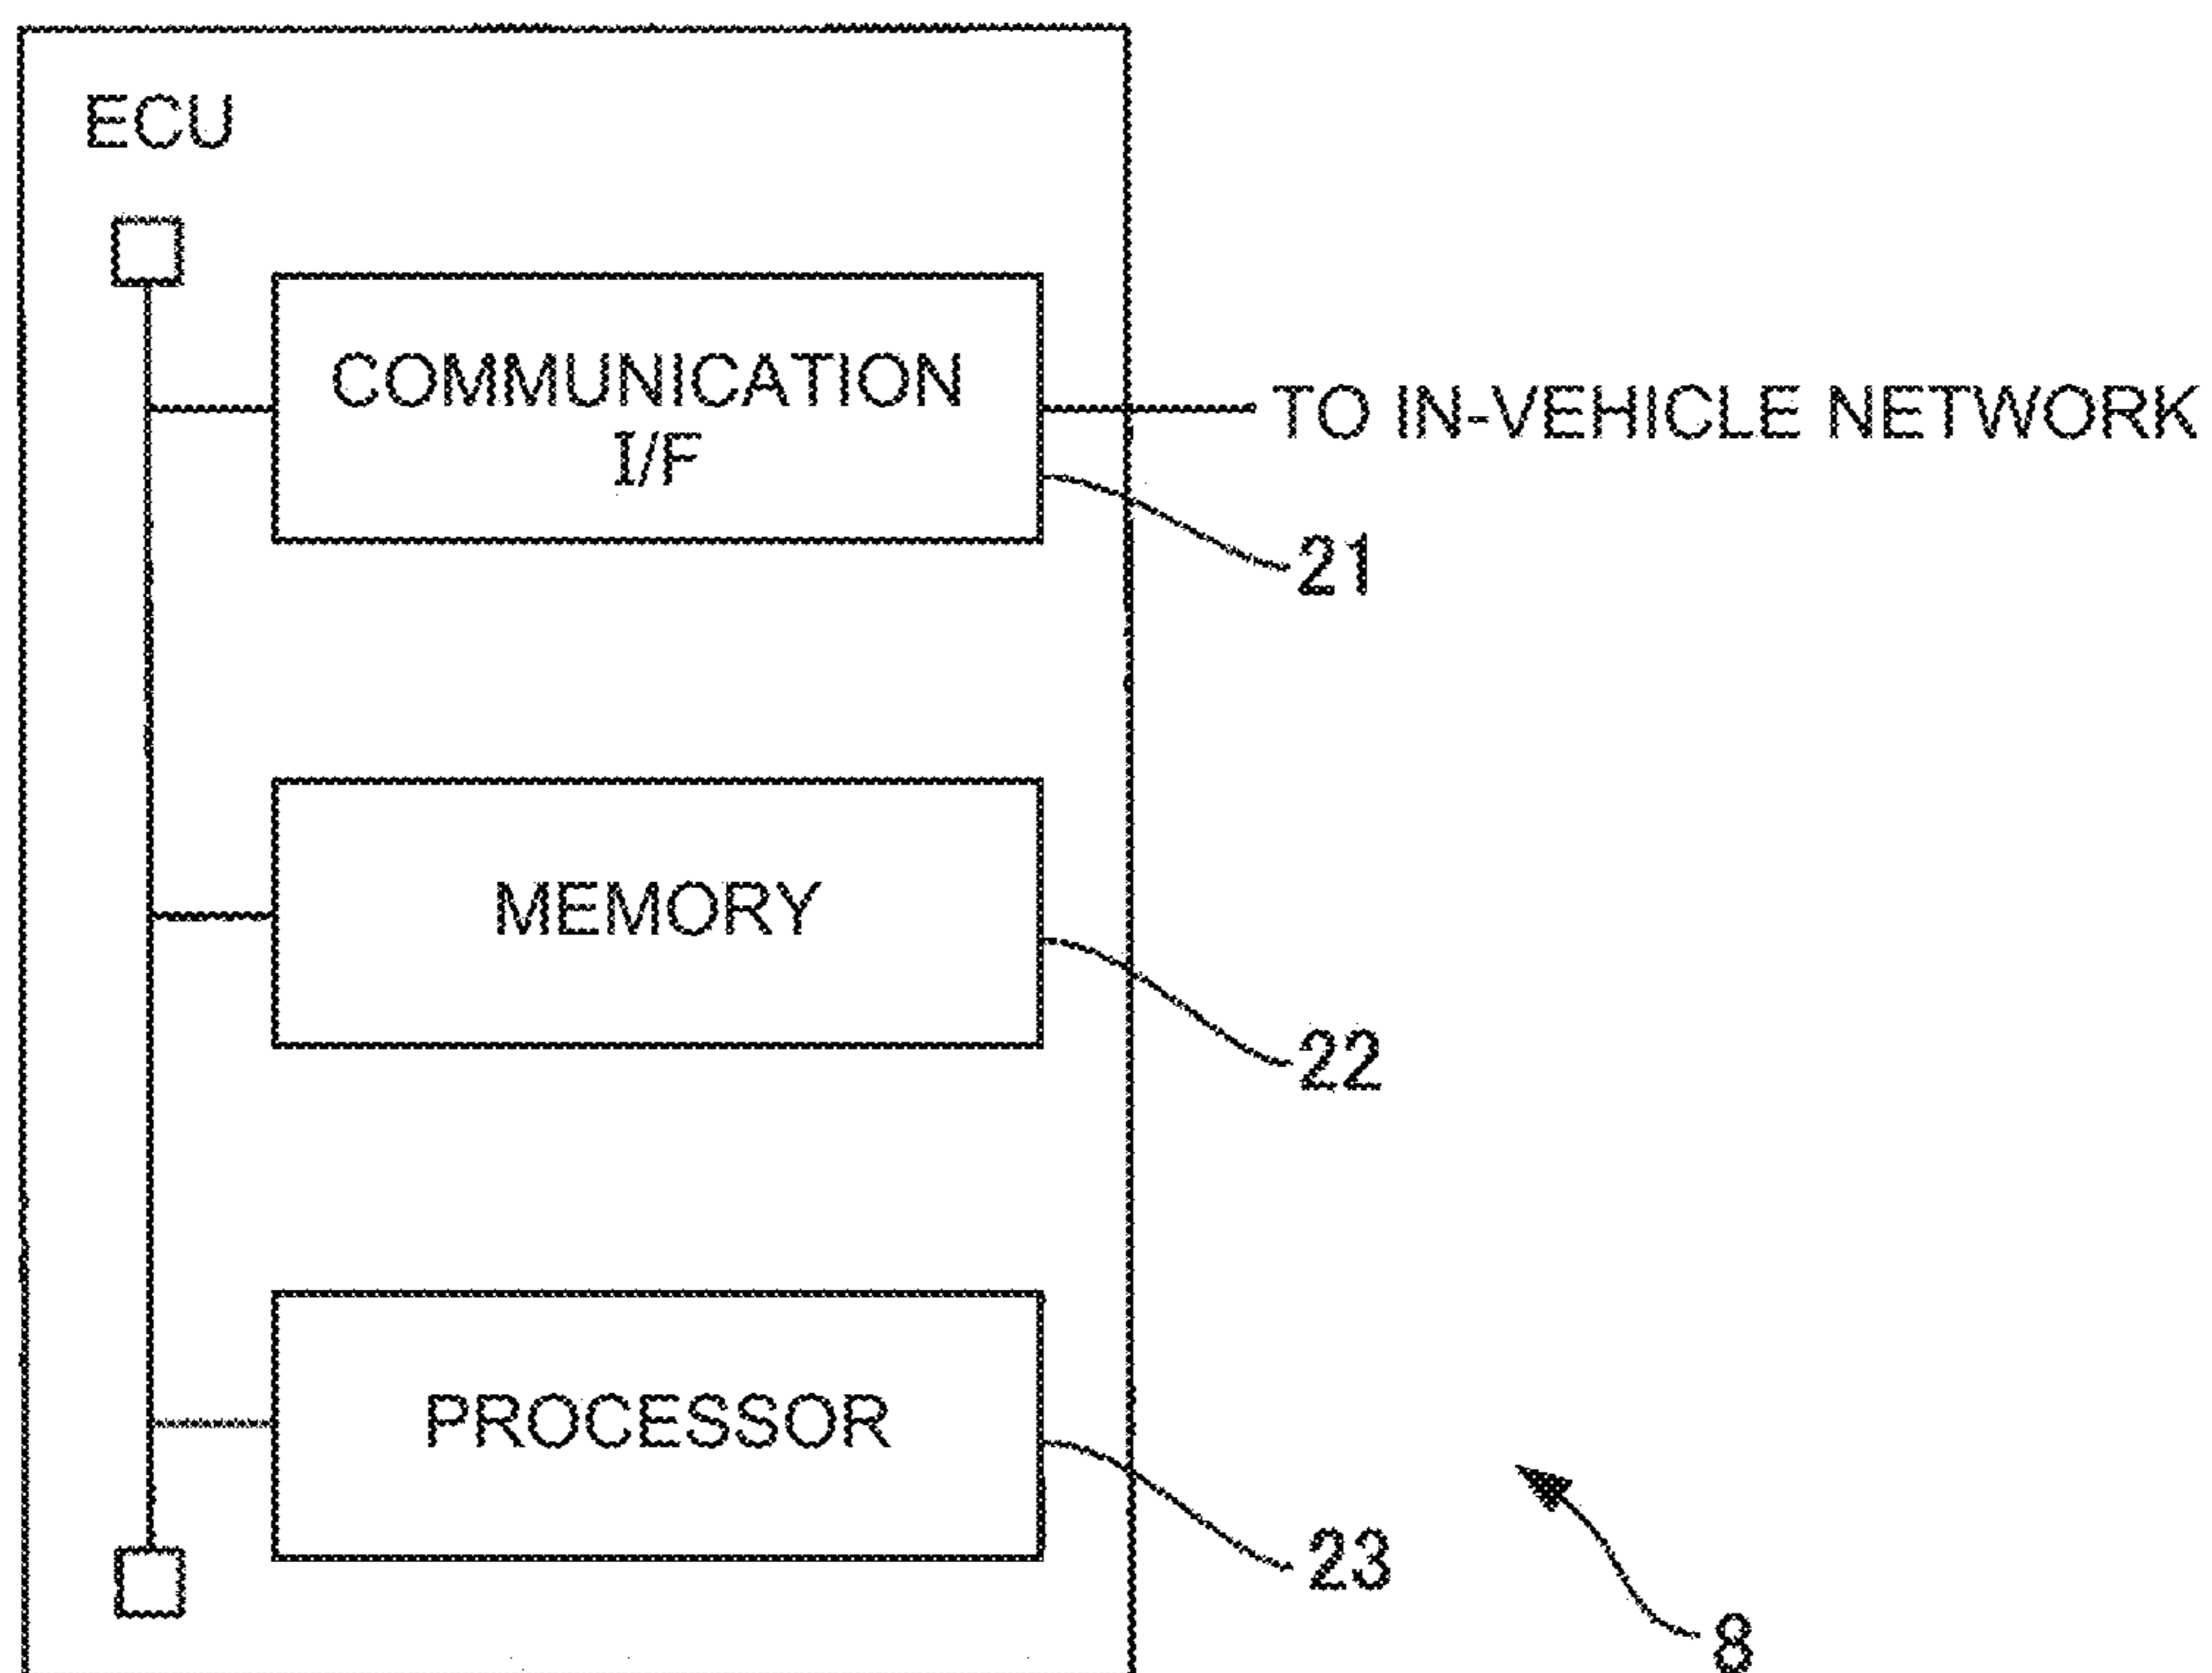 ECU
COMMUNICATION
I/F
TO IN-VEHICLE NETWORK
21
MEMORY
22
PROCESSOR
23
8